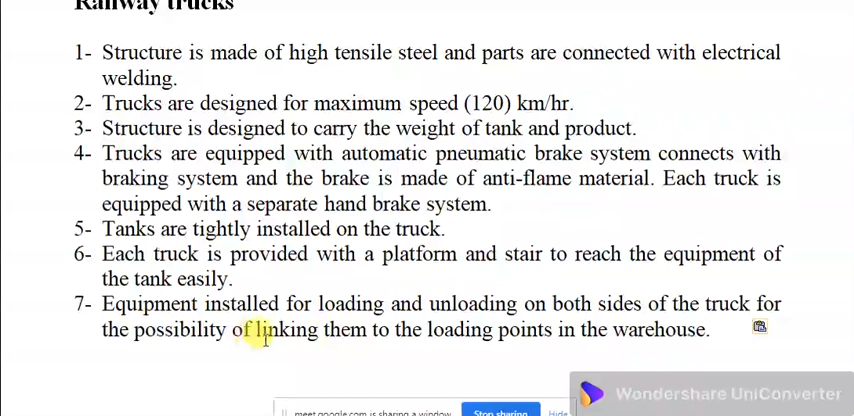 Railway trucks
1- Structure is made of high tensile steel and parts are connected with electrical
welding.
2- Trucks are designed for maximum speed (120) km/hr.
3- Structure is designed to carry the weight of tank and product.
4- Trucks are equipped with automatic pneumatic brake system connects with
braking system and the brake is made of anti-flame material. Each truck is
equipped with a separate hand brake system.
5- Tanks are tightly installed on the truck.
6- Each truck is provided with a platform and stair to reach the equipment of
the tank easily.
7- Equipment installed for loading and unloading on both sides of the truck for
the possibility of linking them to the loading points in the warehouse.
Wondershare UniConverter
meet.google.com is sharing a window. Stop sharing Hide